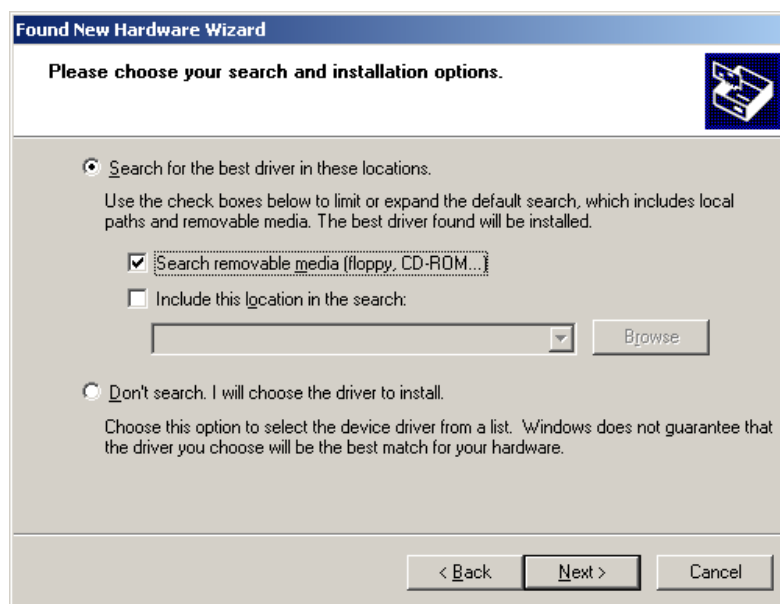 Found New Hardware Wizard
Please choose your search and installation options.
Search for the best driver in these locations.
Use the check boxes below to limit or expand the default search, which includes local
paths and removable media. The best driver found will be installed.
Search removable media (floppy, CD-ROM...)
Include this location in the search:
Browse
Don't search. I will choose the driver to install.
Choose this option to select the device driver from a list. Windows does not guarantee that
the driver you choose will be the best match for your hardware.
< Back Next > Cancel